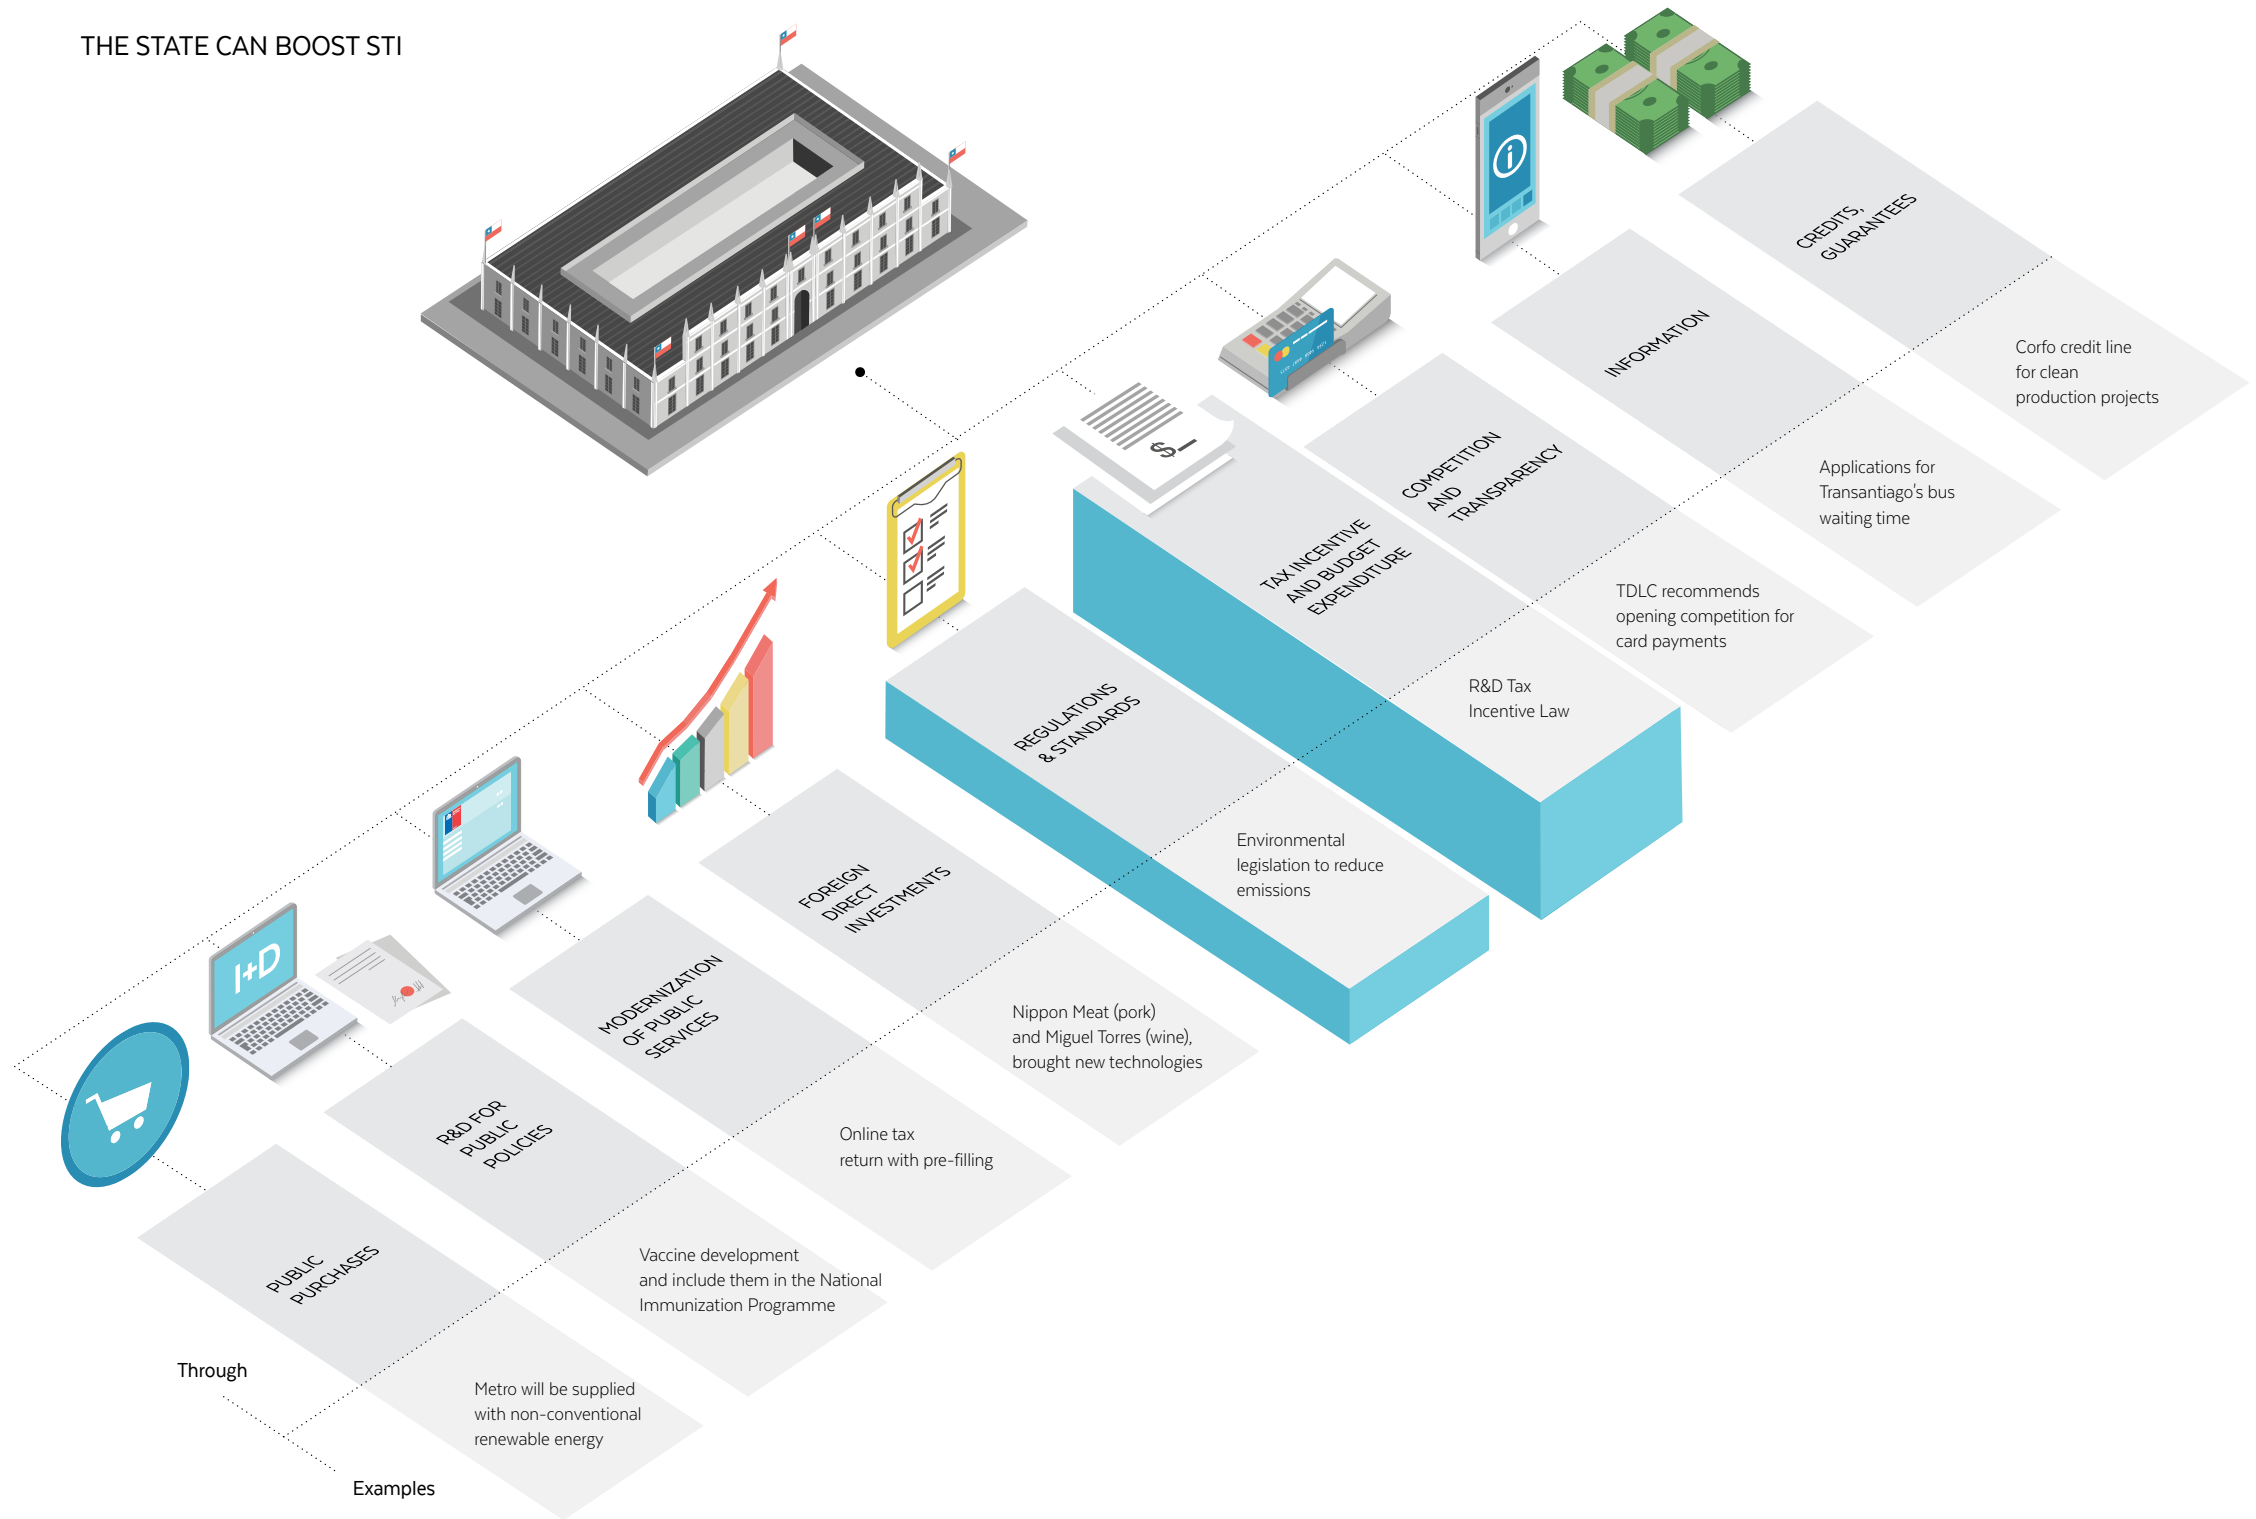 THE STATE CAN BOOST STI
CREDITS,
GUARANTEES
Corfo credit line
for clean
production projects
INFORMATION
Applications for
Transantiago's bus
waiting time
COMPETITION
AND
TRANSPARENCY
TDLC recommends
opening competition for
card payments
$
TAX INCENTIVE
AND BUDGET
EXPENDITURE
R&D Tax
Incentive Law
REGULATIONS
& STANDARDS
Environmental
legislation to reduce
emissions
FOREIGN
DIRECT
INVESTMENTS
Nippon Meat (pork)
and Miguel Torres (wine),
brought new technologies
MODERNIZATION
OF PUBLIC
SERVICES
Online tax
return with pre-filling
I+D
R&D FOR
PUBLIC
POLICIES
Vaccine development
and include them in the National
Immunization Programme
PUBLIC
PURCHASES
Metro will be supplied
with non-conventional
renewable energy
Through
Examples